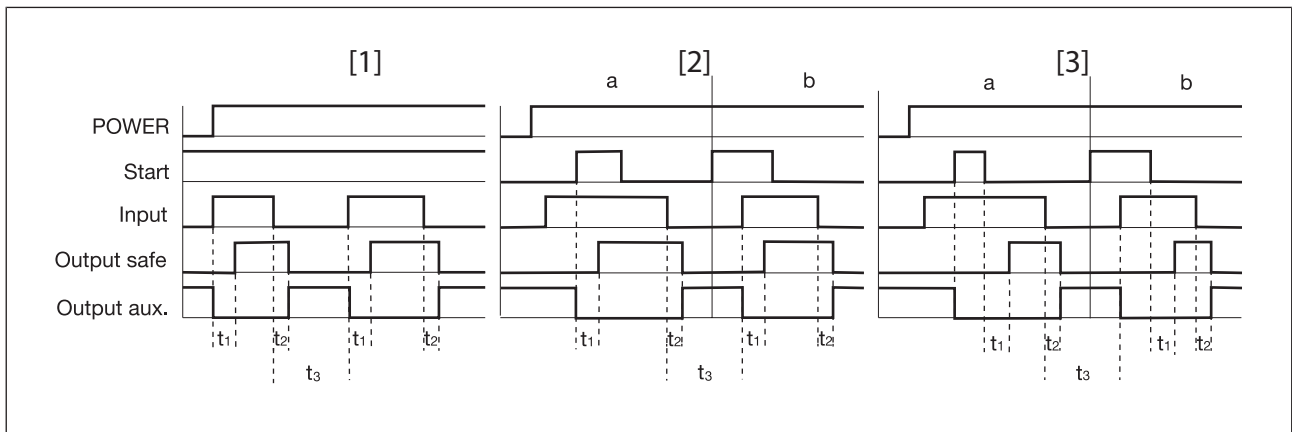 [1] [2] [3]
a b a b
POWER
Start
Input
Output safe
Output aux.
t1 t2 t1 t2 t1 t2 t1 t2 t1 t2 t1 t2
t3 t3 t3